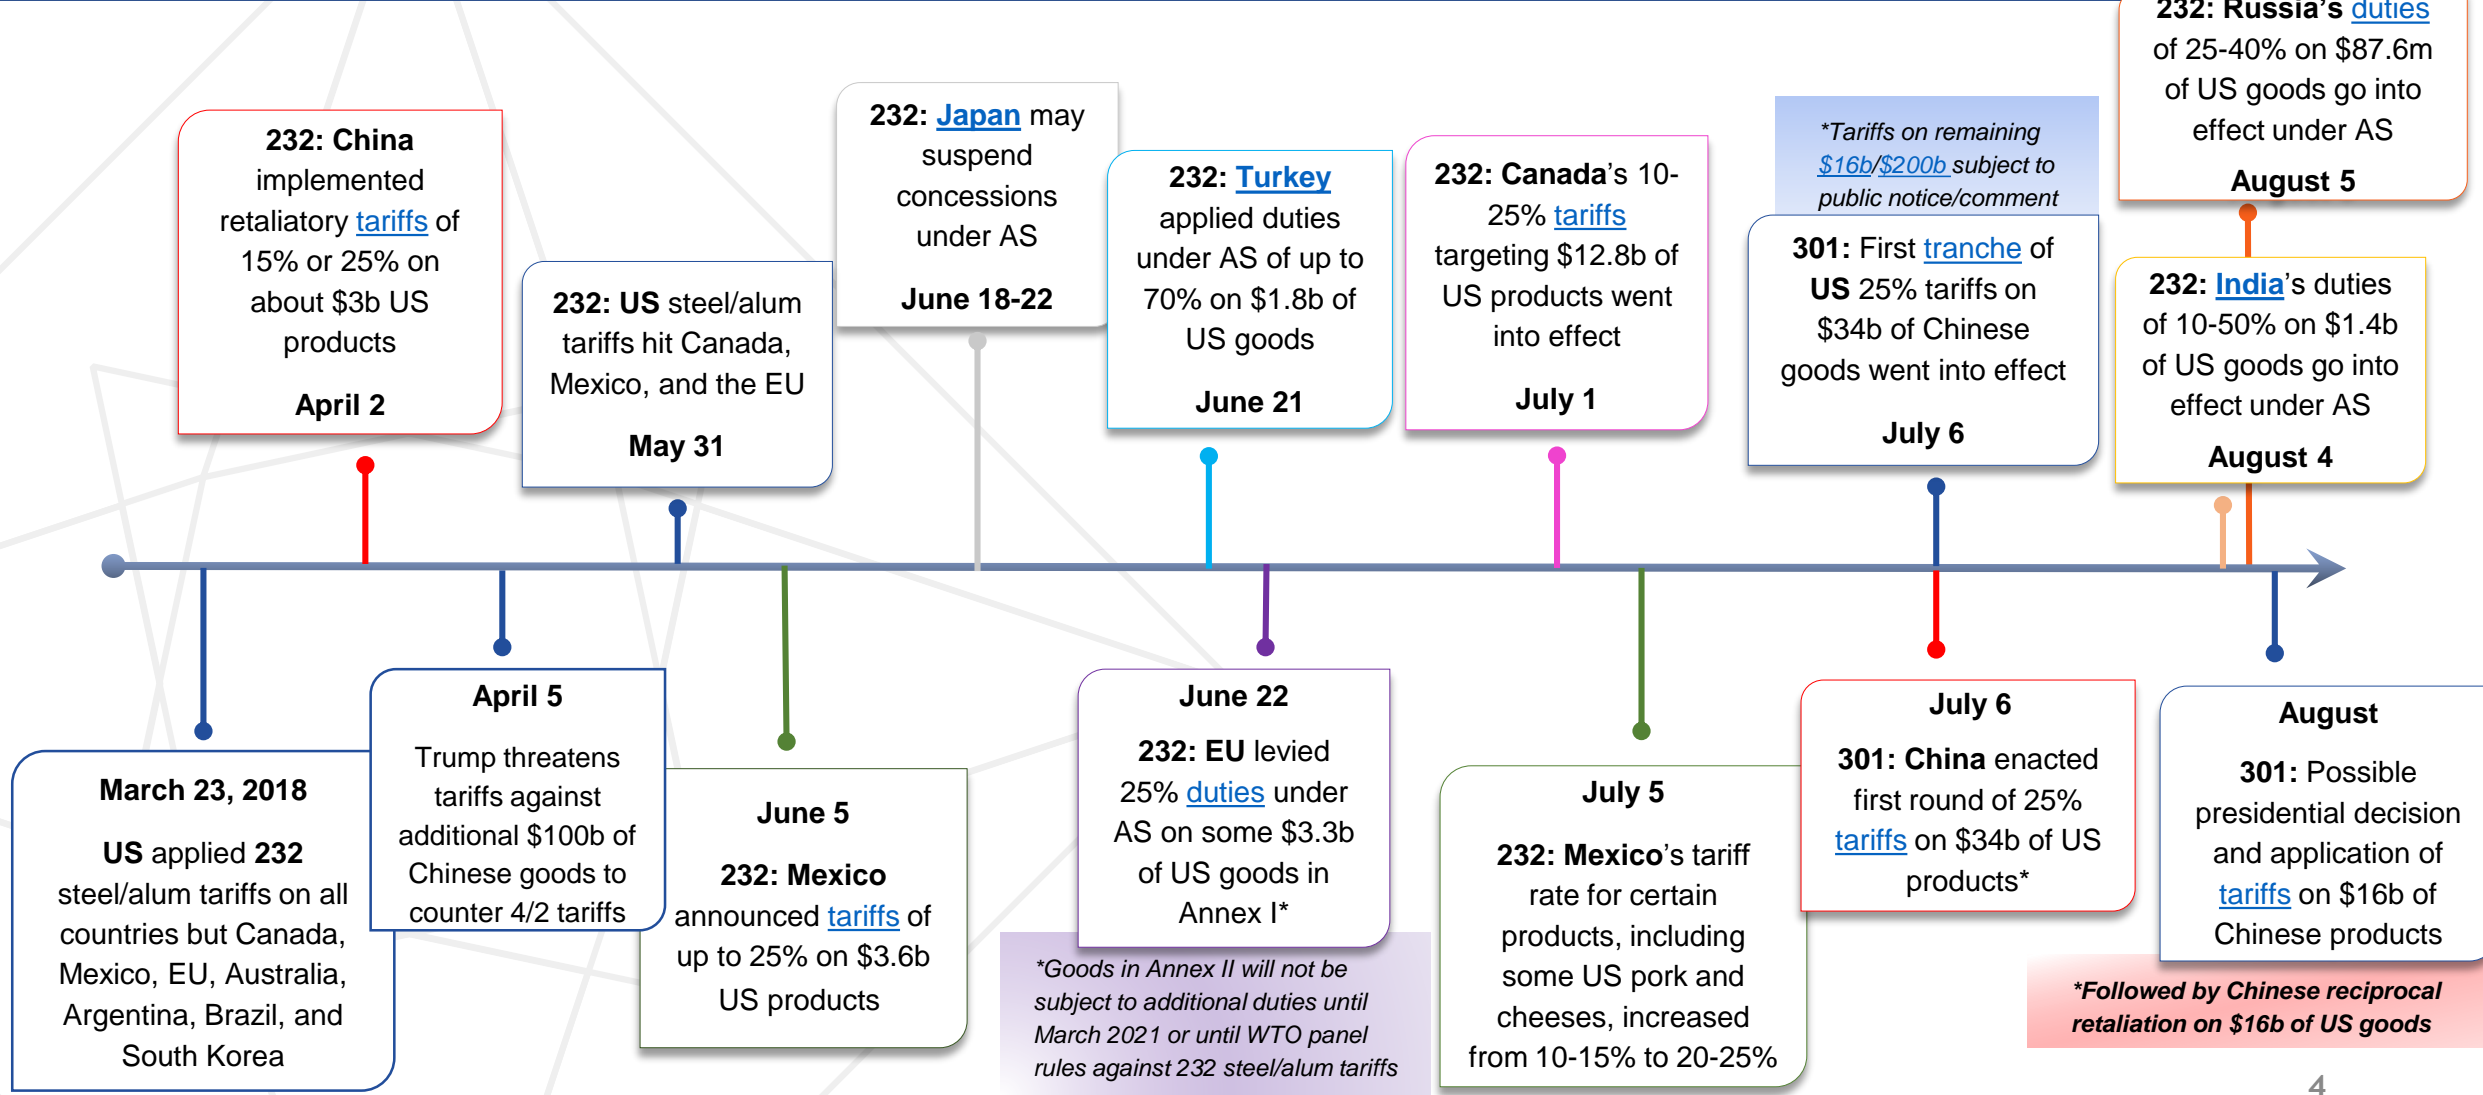 232: China
implemented
retaliatory tariffs of
15% or 25% on
about $3b US
products
April 2
232: US steel/alum
tariffs hit Canada,
Mexico, and the EU
May 31
232: Japan may
suspend
concessions
under AS
June 18-22
232: Turkey
applied duties
under AS of up to
70% on $1.8b of
US goods
June 21
232: Canada's 10-
25% tariffs
targeting $12.8b of
US products went
into effect
July 1
*Tariffs on remaining
$16b/$200b subject to
public notice/comment
301: First tranche of
US 25% tariffs on
$34b of Chinese
goods went into effect
July 6
232: Russia's duties
of 25-40% on $87.6m
of US goods go into
effect under AS
August 5
232: India's duties
of 10-50% on $1.4b
of US goods go into
effect under AS
August 4
March 23, 2018
US applied 232
steel/alum tariffs on all
countries but Canada,
Mexico, EU, Australia,
Argentina, Brazil, and
South Korea
April 5
Trump threatens
tariffs against
additional $100b of
Chinese goods to
counter 4/2 tariffs
June 5
232: Mexico
announced tariffs of
up to 25% on $3.6b
US products
June 22
232: EU levied
25% duties under
AS on some $3.3b
of US goods in
Annex I*
*Goods in Annex II will not be
subject to additional duties until
March 2021 or until WTO panel
rules against 232 steel/alum tariffs
July 5
232: Mexico's tariff
rate for certain
products, including
some US pork and
cheeses, increased
from 10-15% to 20-25%
July 6
301: China enacted
first round of 25%
tariffs on $34b of US
products*
August
301: Possible
presidential decision
and application of
tariffs on $16b of
Chinese products
*Followed by Chinese reciprocal
retaliation on $16b of US goods
4